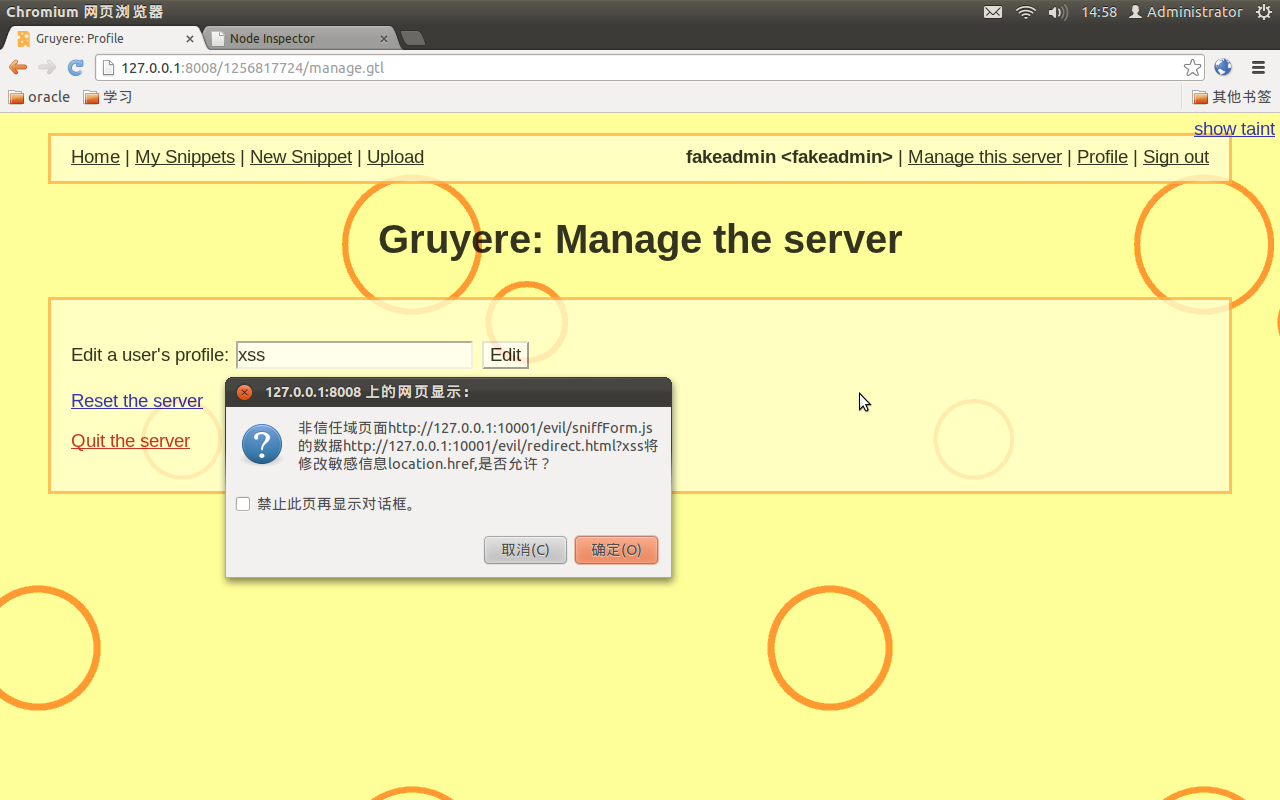 Chromium 网页浏览器
14:58 Administrator
Gruyere: Profile
Node Inspector
127.0.0.1:8008/1256817724/manage.gtl
oracle 学习 其他书签
show taint
Home | My Snippets | New Snippet | Upload
fakeadmin <fakeadmin> | Manage this server | Profile | Sign out
Gruyere: Manage the server
Edit a user's profile: xss Edit
Reset the server
Quit the server
127.0.0.1:8008 上的网页显示:
非信任域页面http://127.0.0.1:10001/evil/sniffForm.js
的数据http://127.0.0.1:10001/evil/redirect.html?xss将
修改敏感信息location.href,是否允许？
禁止此页再显示对话框。
取消(C) 确定(O)